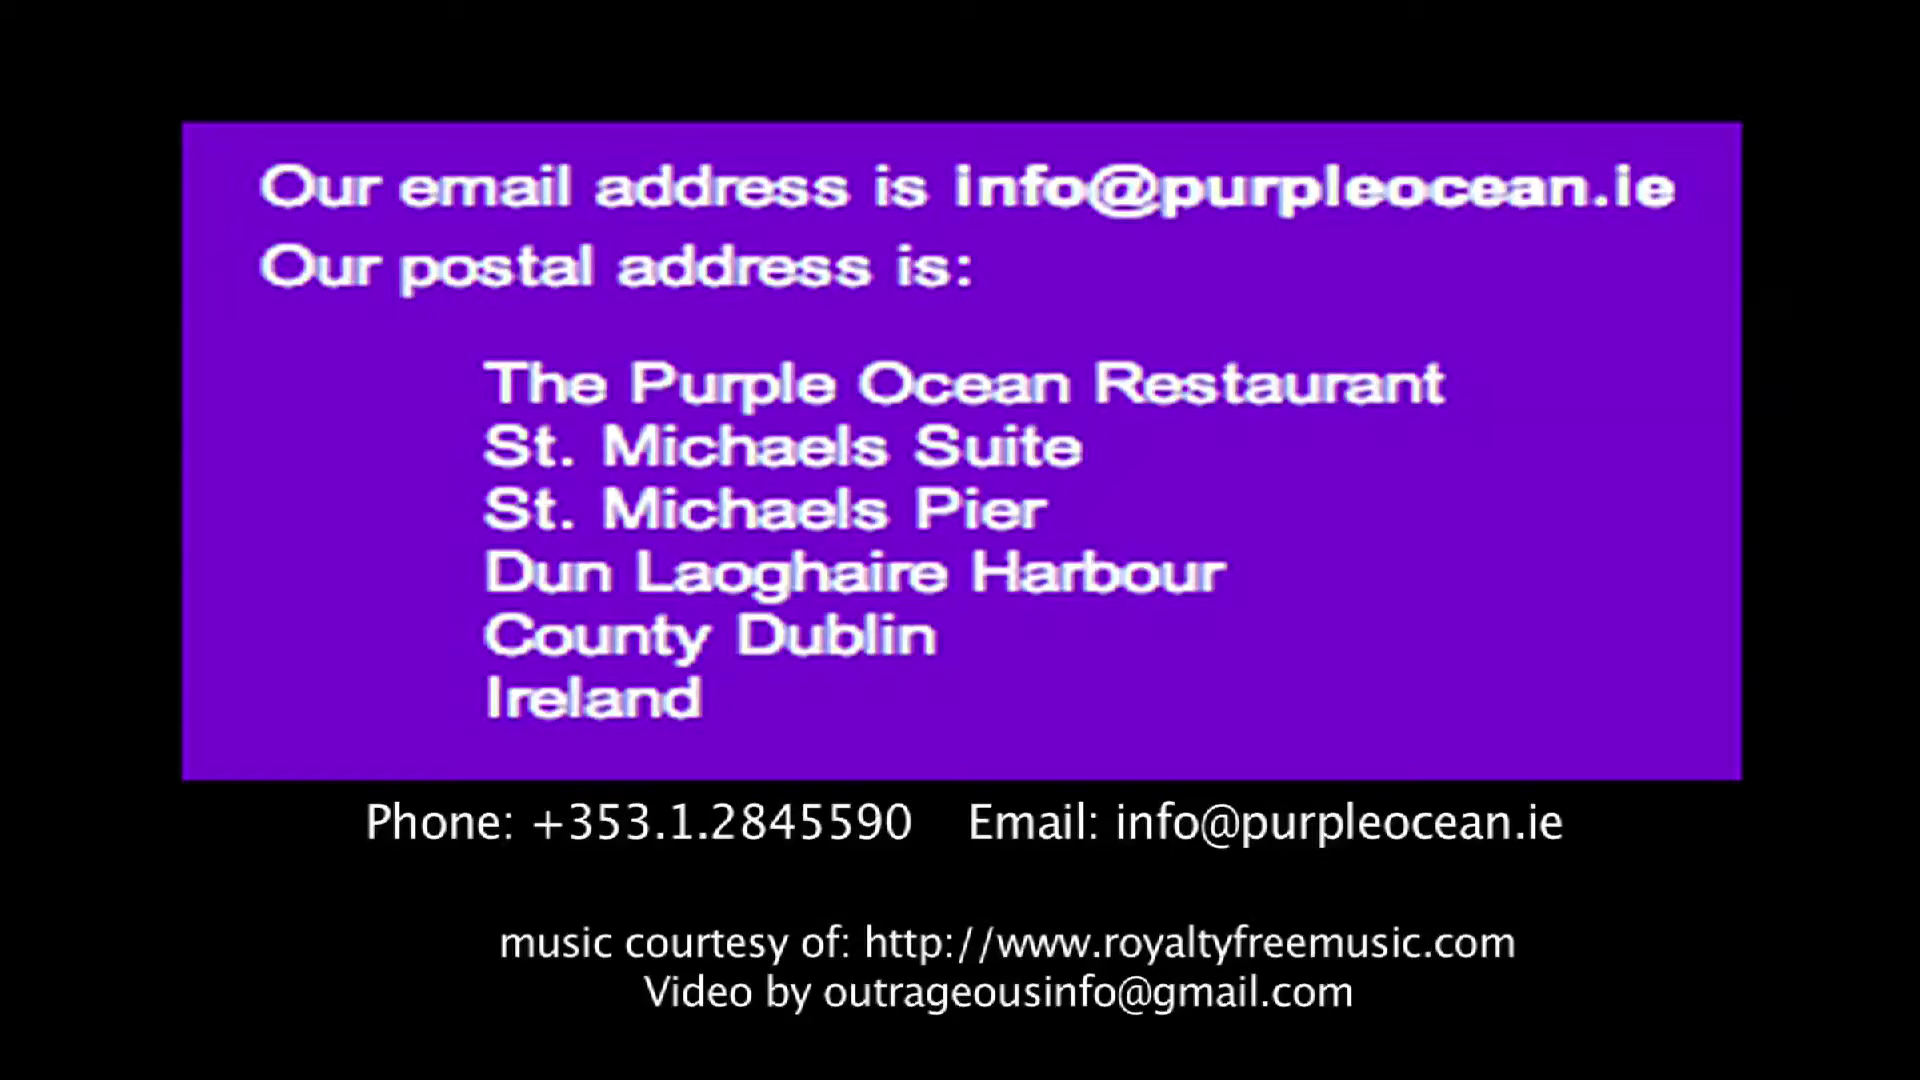 Our email address is info@purpleocean.ie
Our postal address is:
The Purple Ocean Restaurant
St. Michaels Suite
St. Michaels Pier
Dun Laoghaire Harbour
County Dublin
Ireland
Phone: +353.1.2845590 Email: info@purpleocean.ie
music courtesy of: http://www.royaltyfreemusic.com
Video by outrageousinfo@gmail.com